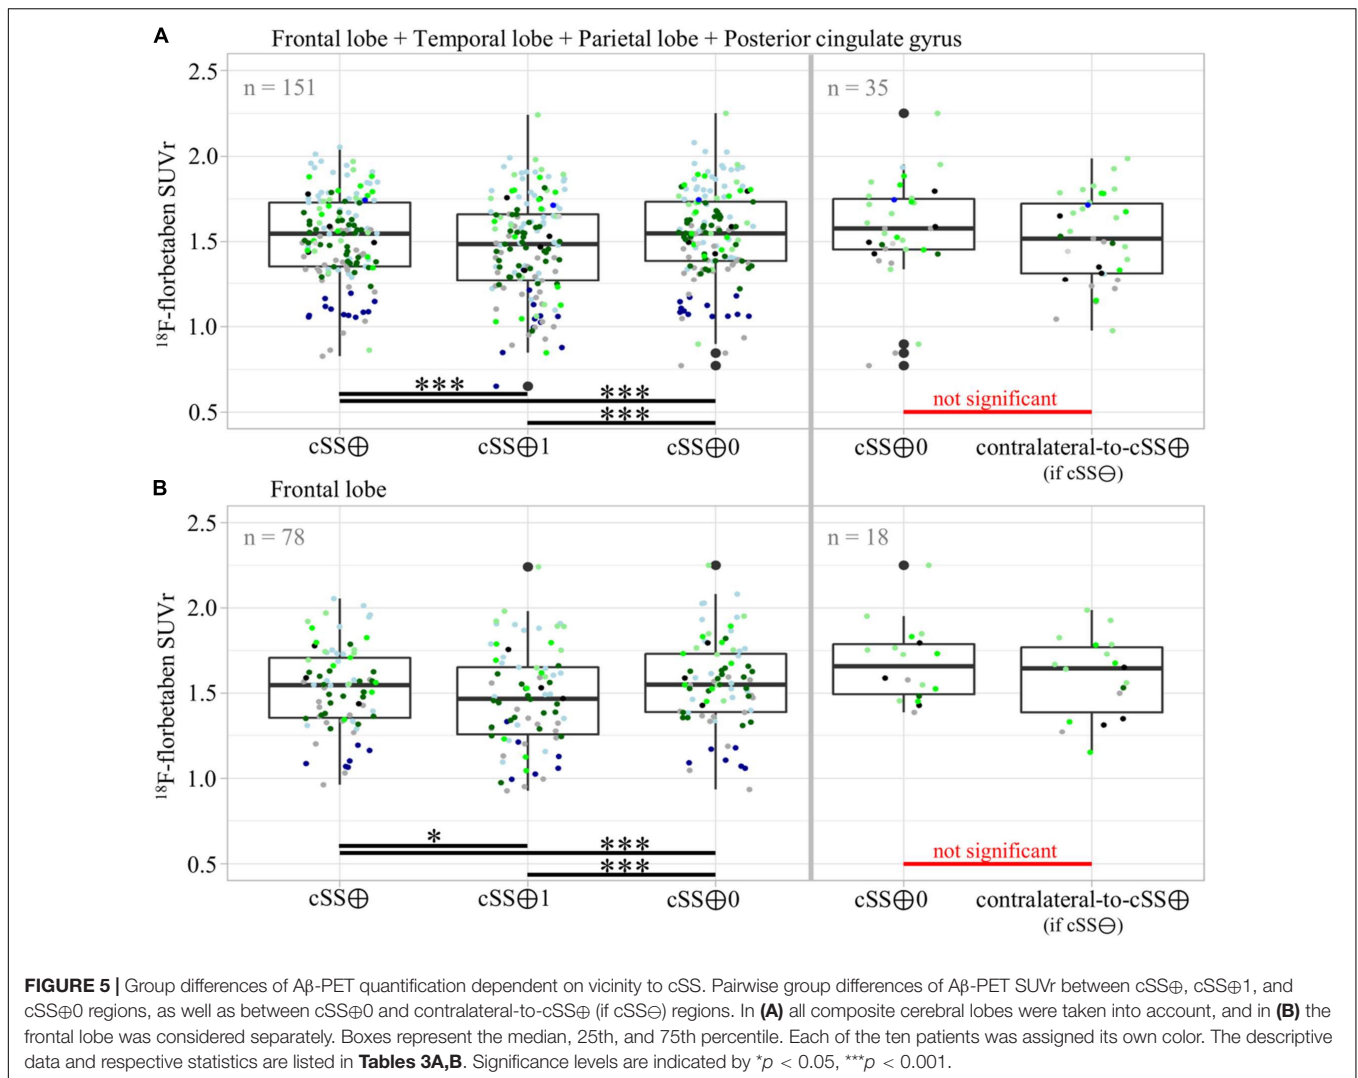 A
Frontal lobe + Temporal lobe + Parietal lobe + Posterior cingulate gyrus
n = 151
n = 35
2.5
2.0
1.5
1.0
0.5
¹⁸F-florbetaben SUVr
***
***
***
not significant
cSS⊕
cSS⊕1
cSS⊕0
cSS⊕0
contralateral-to-cSS⊕
(if cSS⊖)
B
Frontal lobe
n = 78
n = 18
2.5
2.0
1.5
1.0
0.5
¹⁸F-florbetaben SUVr
*
***
***
not significant
cSS⊕
cSS⊕1
cSS⊕0
cSS⊕0
contralateral-to-cSS⊕
(if cSS⊖)
FIGURE 5 | Group differences of Aβ-PET quantification dependent on vicinity to cSS. Pairwise group differences of Aβ-PET SUVr between cSS⊕, cSS⊕1, and
cSS⊕0 regions, as well as between cSS⊕0 and contralateral-to-cSS⊕ (if cSS⊖) regions. In (A) all composite cerebral lobes were taken into account, and in (B) the
frontal lobe was considered separately. Boxes represent the median, 25th, and 75th percentile. Each of the ten patients was assigned its own color. The descriptive
data and respective statistics are listed in Tables 3A,B. Significance levels are indicated by *p < 0.05, ***p < 0.001.